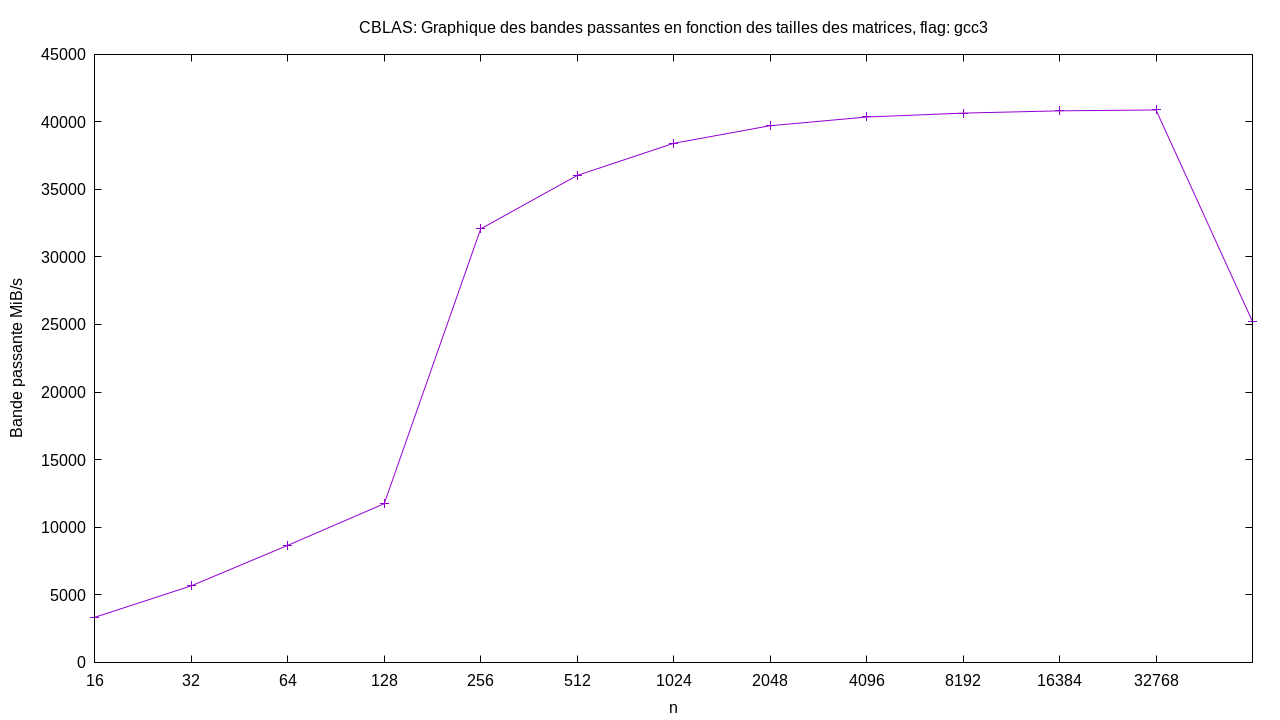 CBLAS: Graphique des bandes passantes en fonction des tailles des matrices, flag: gcc3
45000
40000
35000
30000
25000
20000
15000
10000
5000
0
Bande passante MiB/s
16 32 64 128 256 512 1024 2048 4096 8192 16384 32768
n